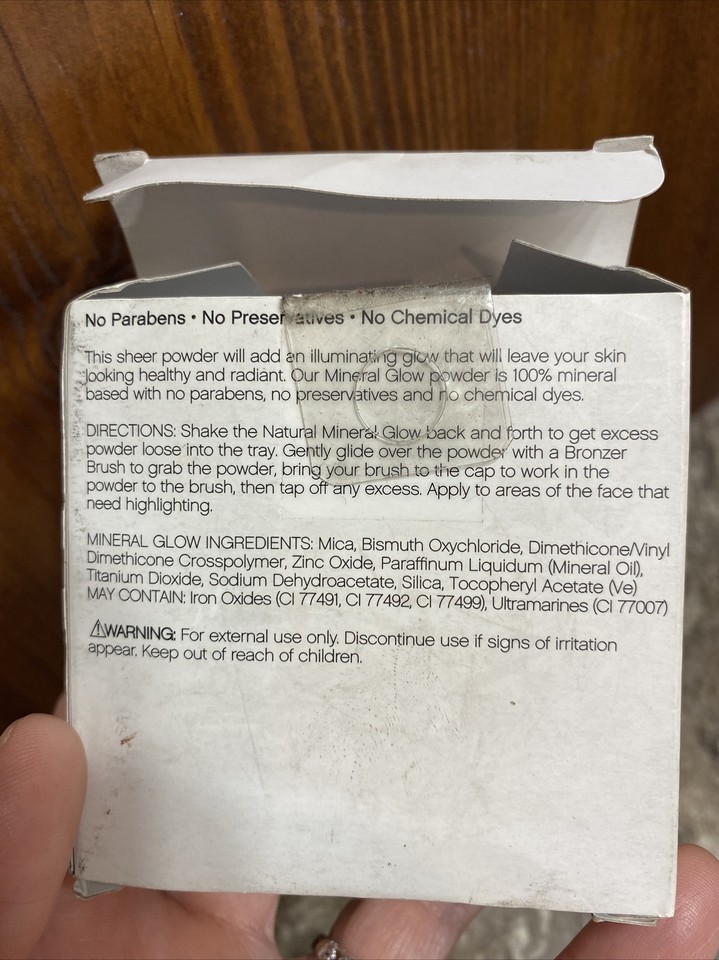 No Parabens • No Preservatives • No Chemical Dyes
This sheer powder will add an illuminating glow that will leave your skin
looking healthy and radiant. Our Mineral Glow powder is 100% mineral
based with no parabens, no preservatives and no chemical dyes.
DIRECTIONS: Shake the Natural Mineral Glow back and forth to get excess
powder loose into the tray. Gently glide over the powder with a Bronzer
Brush to grab the powder, bring your brush to the cap to work in the
powder to the brush, then tap off any excess. Apply to areas of the face that
need highlighting.
MINERAL GLOW INGREDIENTS: Mica, Bismuth Oxychloride, Dimethicone/Vinyl
Dimethicone Crosspolymer, Zinc Oxide, Paraffinum Liquidum (Mineral Oil),
Titanium Dioxide, Sodium Dehydroacetate, Silica, Tocopheryl Acetate (Ve)
MAY CONTAIN: Iron Oxides (CI 77491, CI 77492, CI 77499), Ultramarines (CI 77007)
⚠WARNING: For external use only. Discontinue use if signs of irritation
appear. Keep out of reach of children.